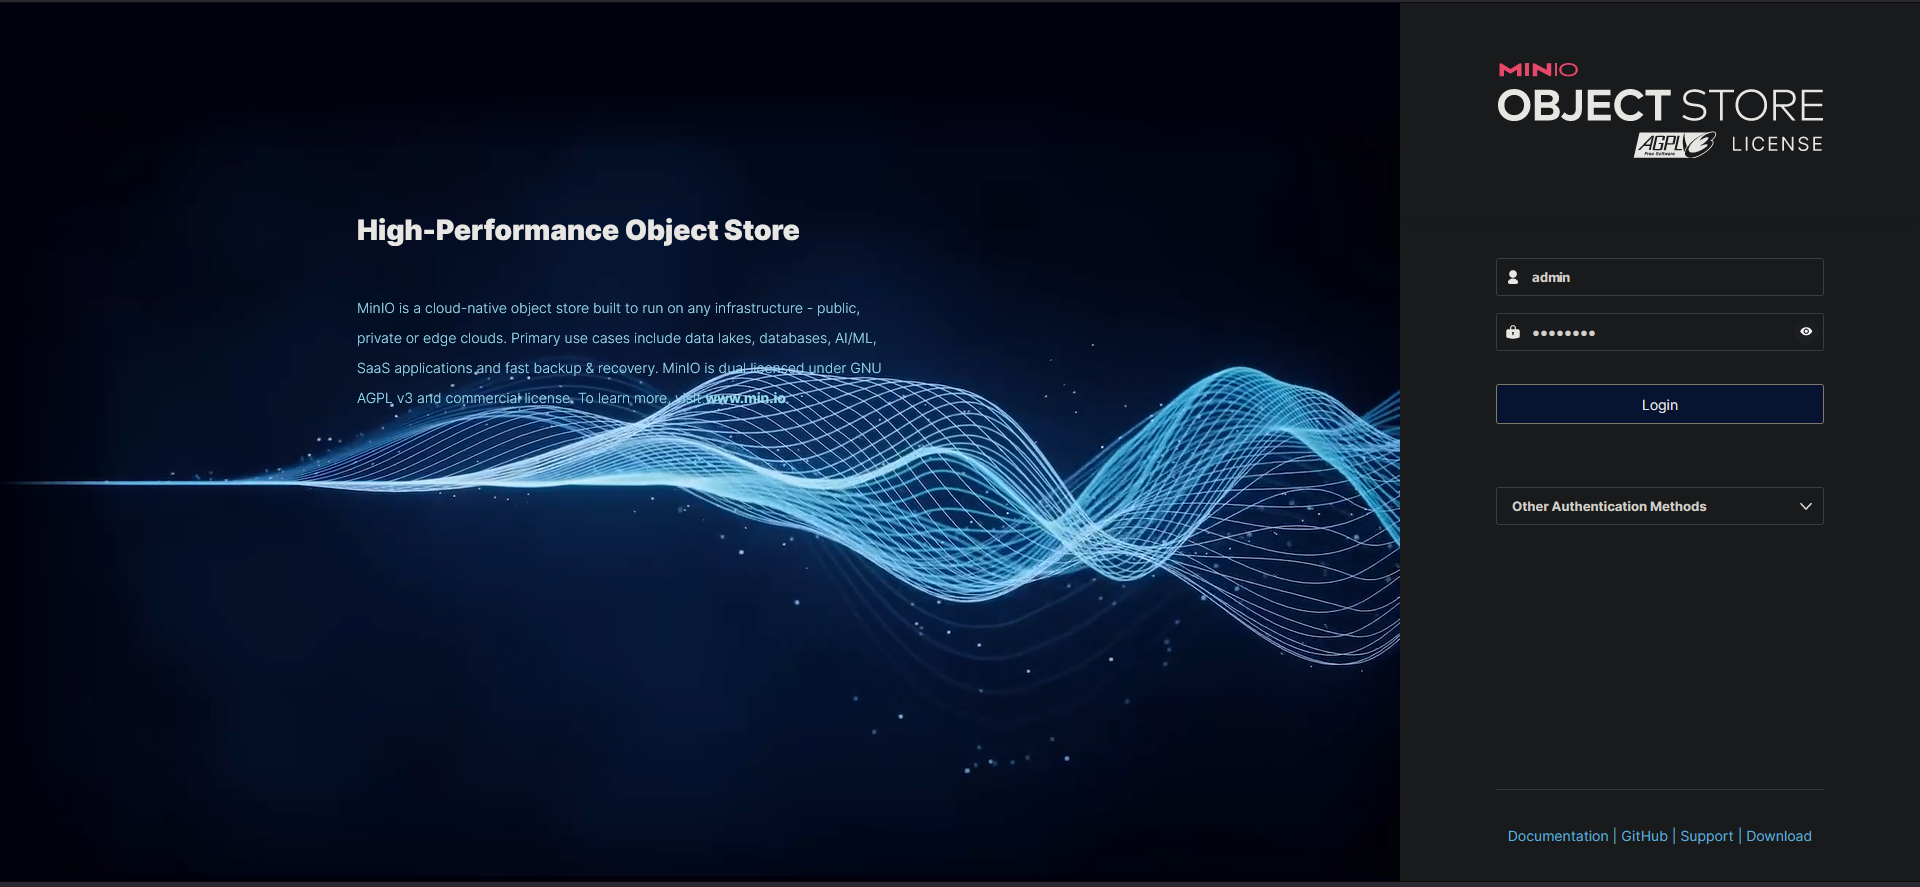 High-Performance Object Store
MinIO is a cloud-native object store built to run on any infrastructure - public,
private or edge clouds. Primary use cases include data lakes, databases, AI/ML,
SaaS applications and fast backup & recovery. MinIO is dual licensed under GNU
AGPL v3 and commercial license. To learn more, visit www.min.io.
MINIO
OBJECT STORE
AGPLv3 LICENSE
Free Software
admin
••••••••
Login
Other Authentication Methods
Documentation | GitHub | Support | Download